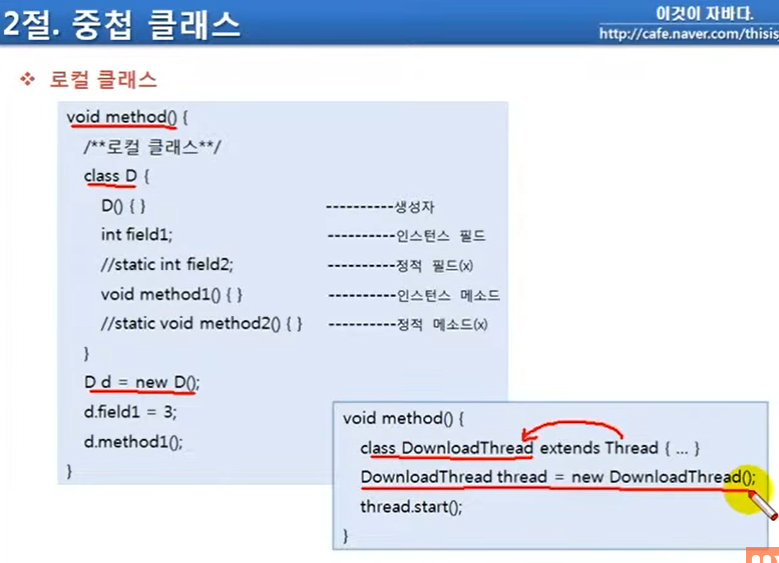 2절. 중첩 클래스
이것이 자바다.
http://cafe.naver.com/thisis
❖ 로컬 클래스
void method() {
/**로컬 클래스**/
class D {
D() { } ----------생성자
int field1; ----------인스턴스 필드
//static int field2; ----------정적 필드(x)
void method1() { } ----------인스턴스 메소드
//static void method2() { } ----------정적 메소드(x)
}
D d = new D();
d.field1 = 3;
d.method1();
}
void method() {
class DownloadThread extends Thread { ... }
DownloadThread thread = new DownloadThread();
thread.start();
}